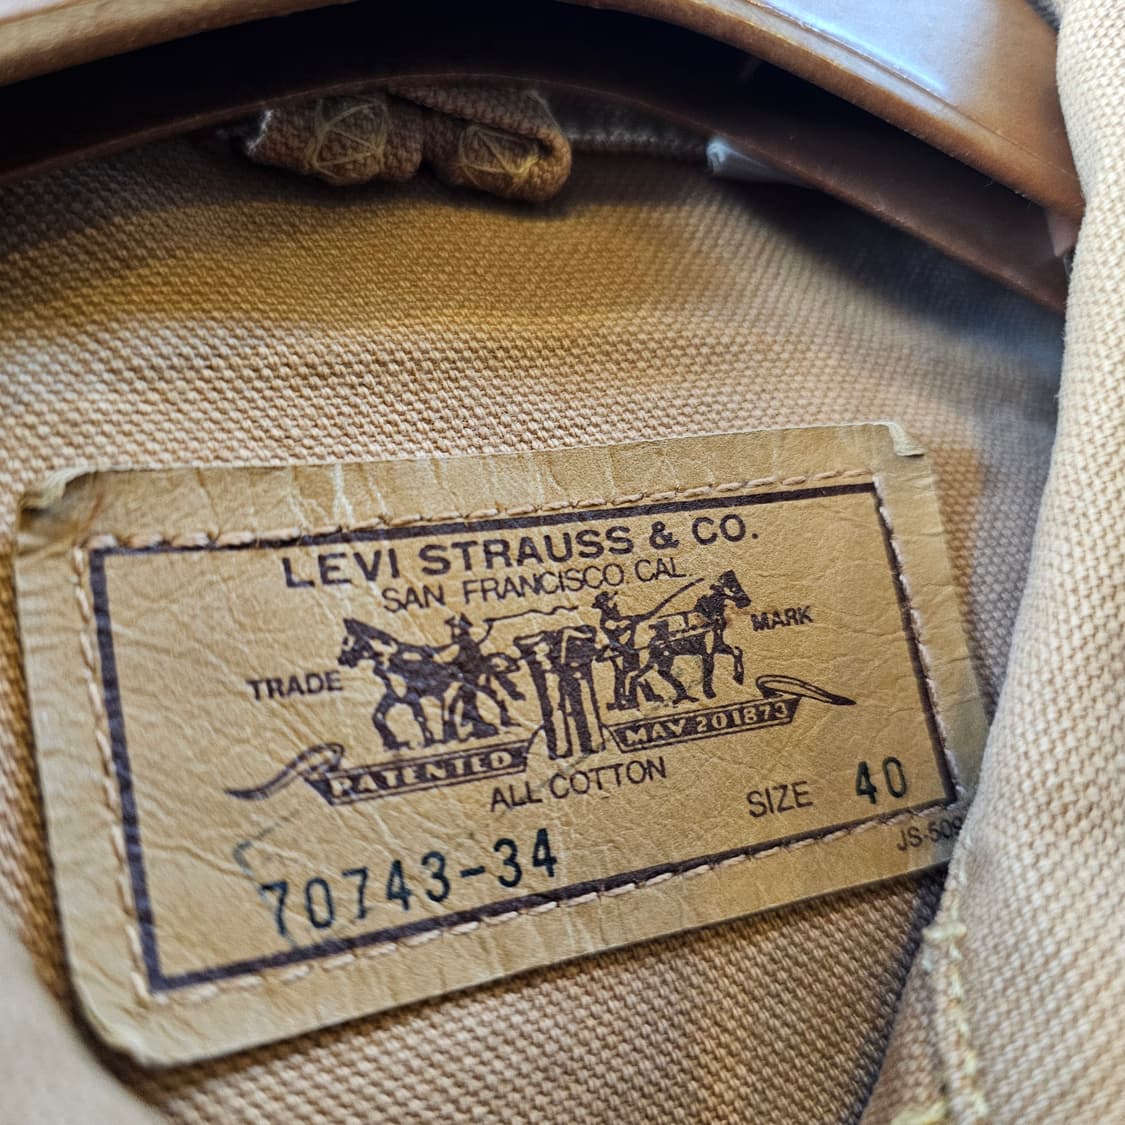 LEVI STRAUSS & CO.
SAN FRANCISCO CAL.
TRADE MARK
PATENTED MAY 20 1873
ALL COTTON
SIZE 40
70743-34